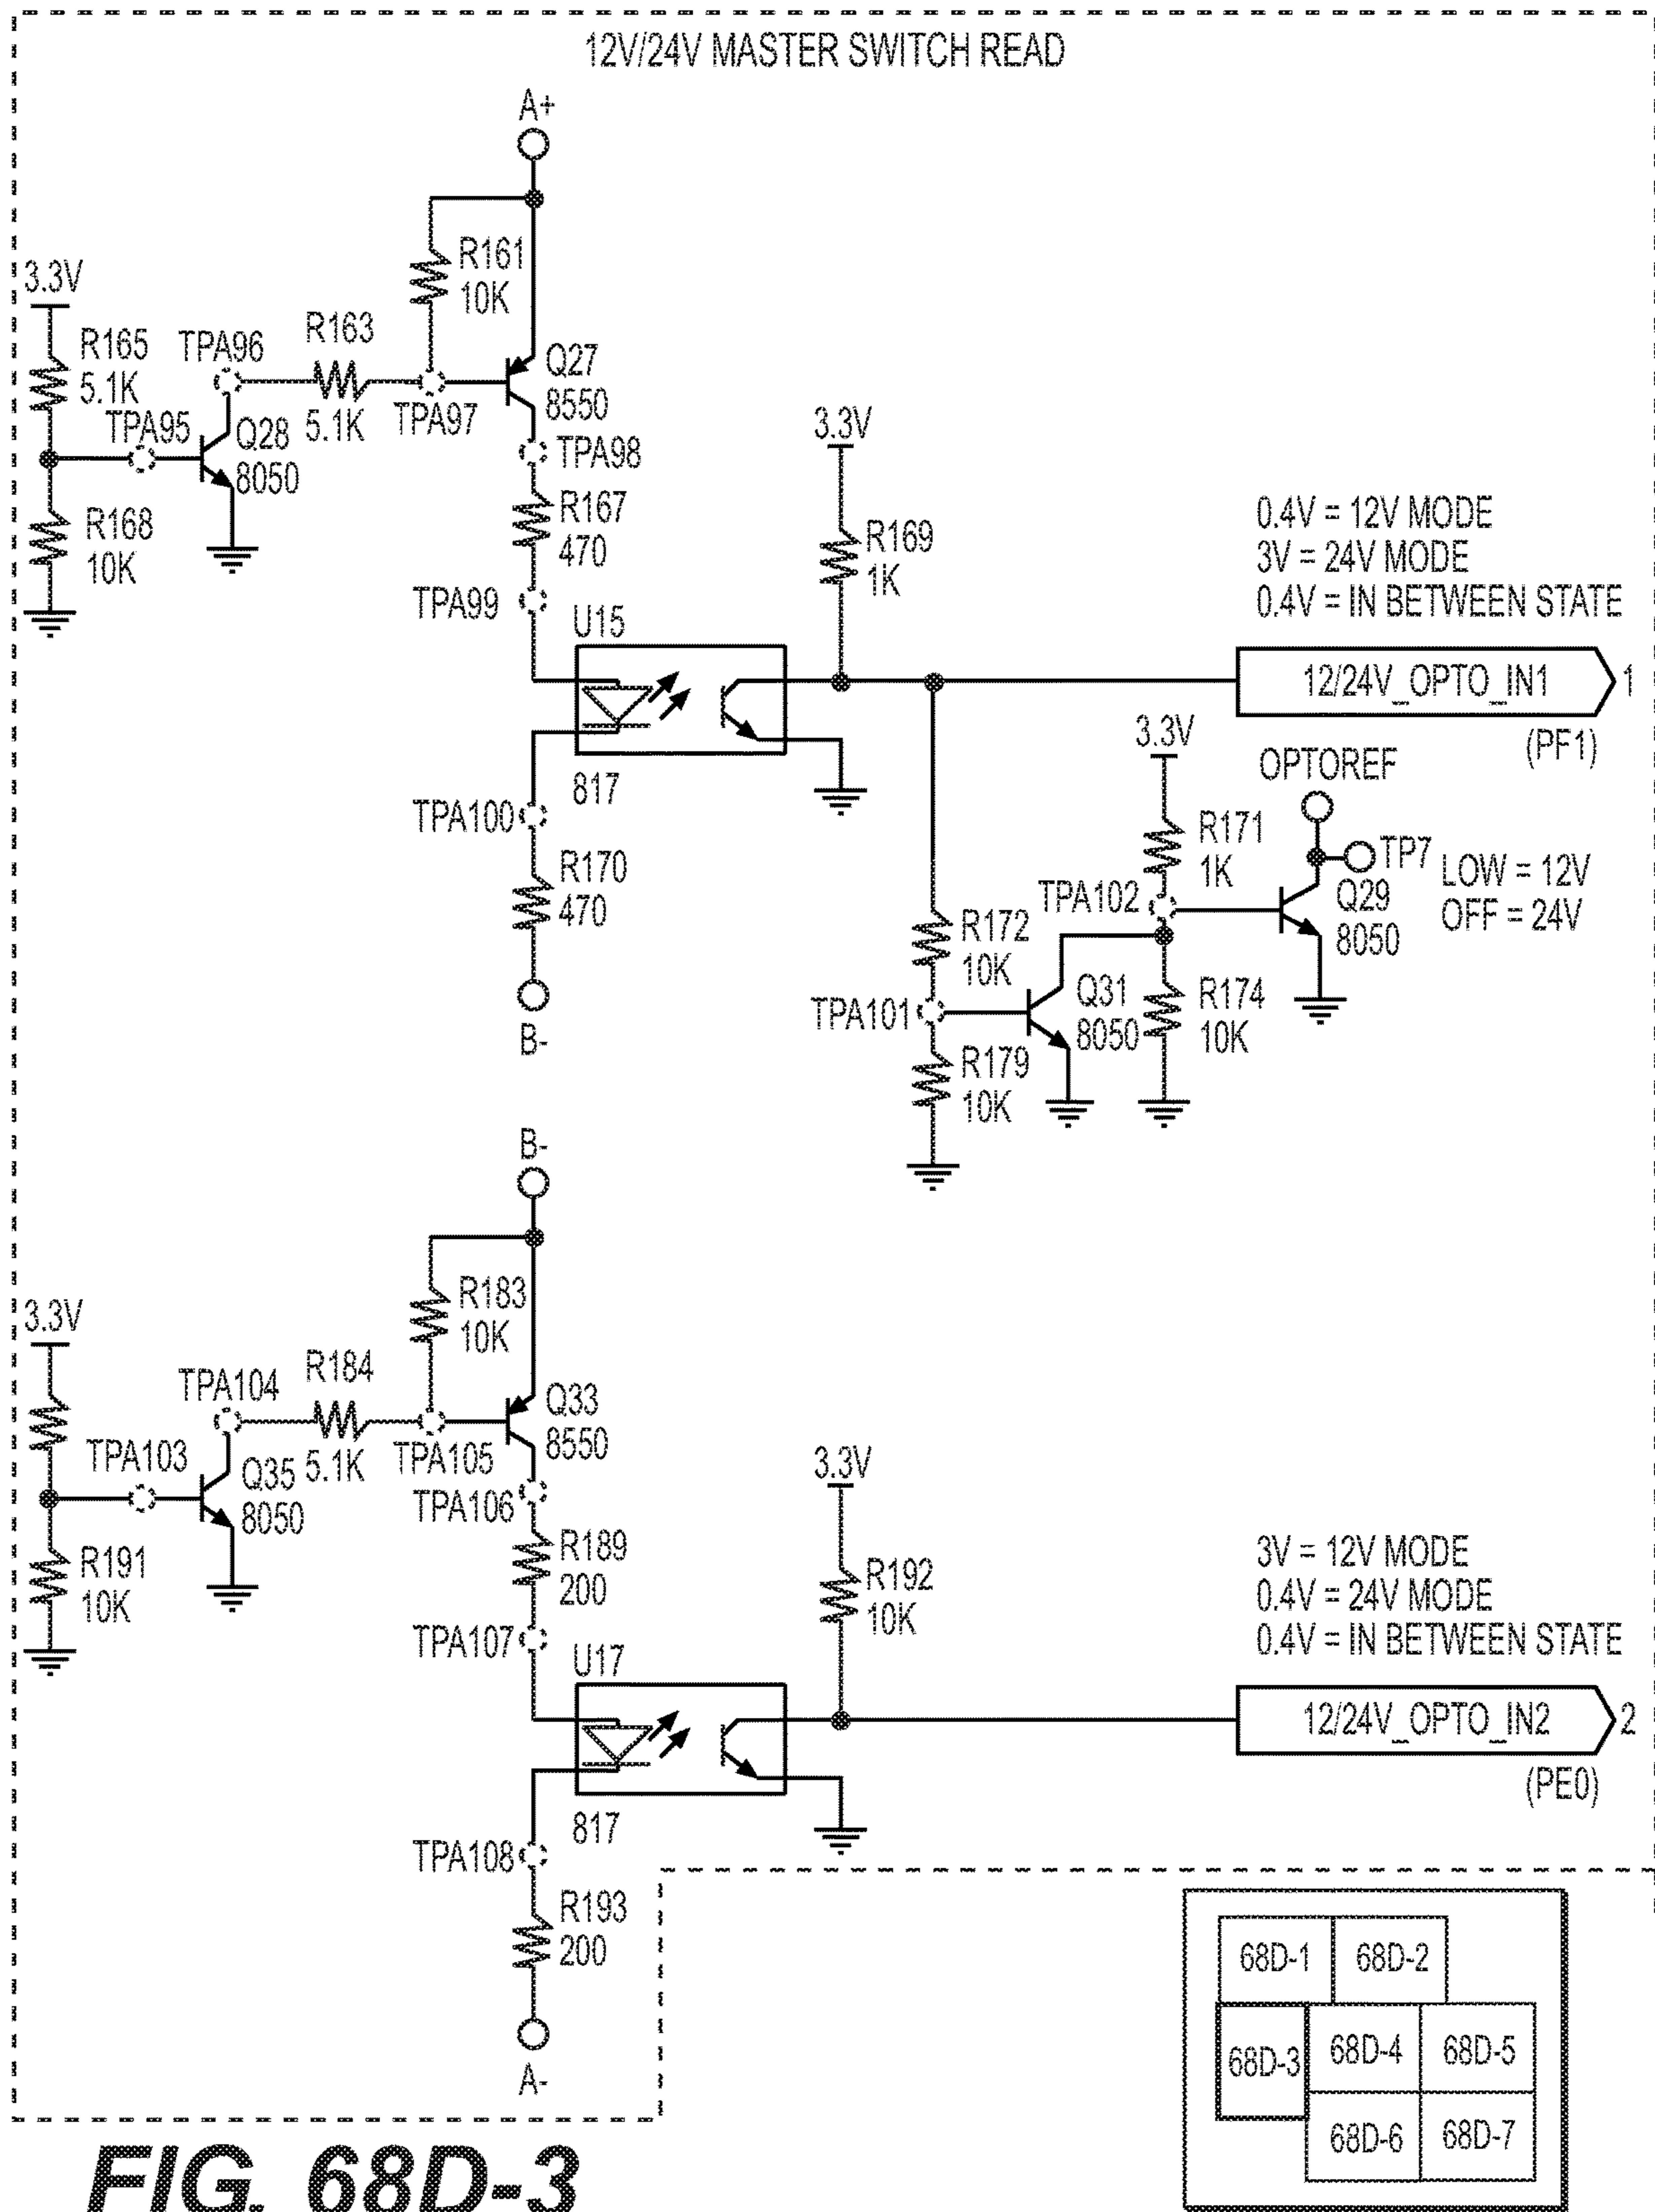 12V/24V MASTER SWITCH READ
A+
R161
10K
3.3V
R165
5.1K
TPA96
R163
5.1K
TPA97
Q27
8550
TPA95
Q28
8050
TPA98
R168
10K
R167
470
3.3V
R169
1K
TPA99
U15
817
0.4V = 12V MODE
3V = 24V MODE
0.4V = IN BETWEEN STATE
12/24V_OPTO_IN1
1
(PF1)
TPA100
R170
470
B-
3.3V
R171
1K
OPTOREF
TP7
LOW = 12V
OFF = 24V
TPA102
Q29
8050
R172
10K
TPA101
Q31
8050
R174
10K
R179
10K
B-
R183
10K
3.3V
TPA104
R184
5.1K
TPA105
Q33
8550
TPA103
Q35
8050
TPA106
R191
10K
R189
200
3.3V
R192
10K
TPA107
U17
817
3V = 12V MODE
0.4V = 24V MODE
0.4V = IN BETWEEN STATE
12/24V_OPTO_IN2
2
(PE0)
TPA108
R193
200
A-
68D-1
68D-2
68D-3
68D-4
68D-5
68D-6
68D-7
FIG. 68D-3